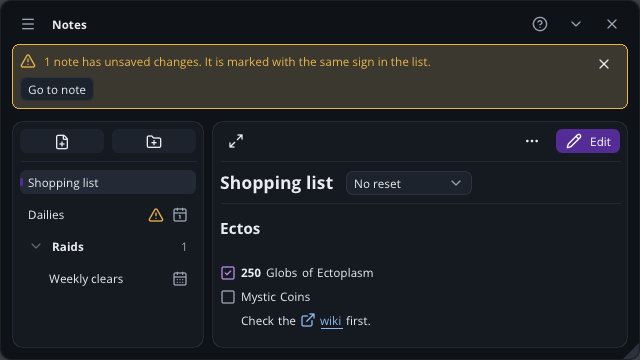 Notes
1 note has unsaved changes. It is marked with the same sign in the list.
Go to note
Edit
Shopping list
Dailies
1
Raids 1
Weekly clears
Shopping list
No reset
Ectos
250 Globs of Ectoplasm
Mystic Coins
Check the wiki first.